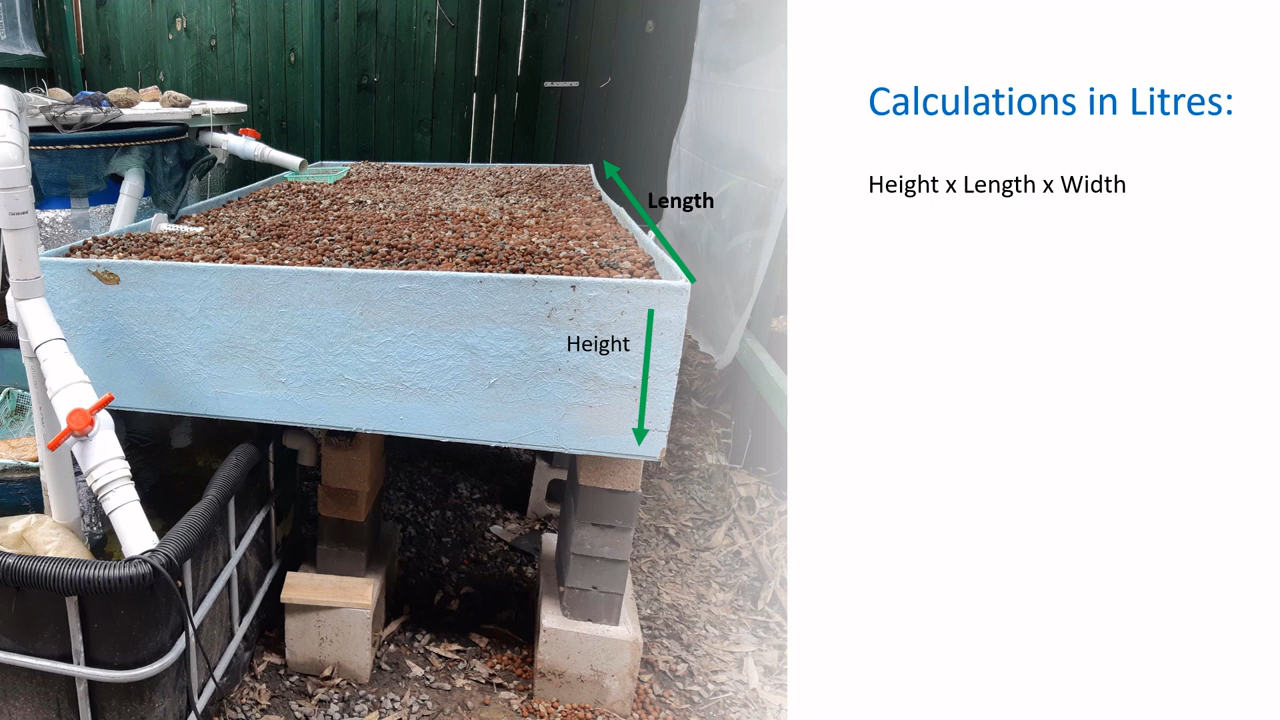 Calculations in Litres:
Height x Length x Width
Length
Height